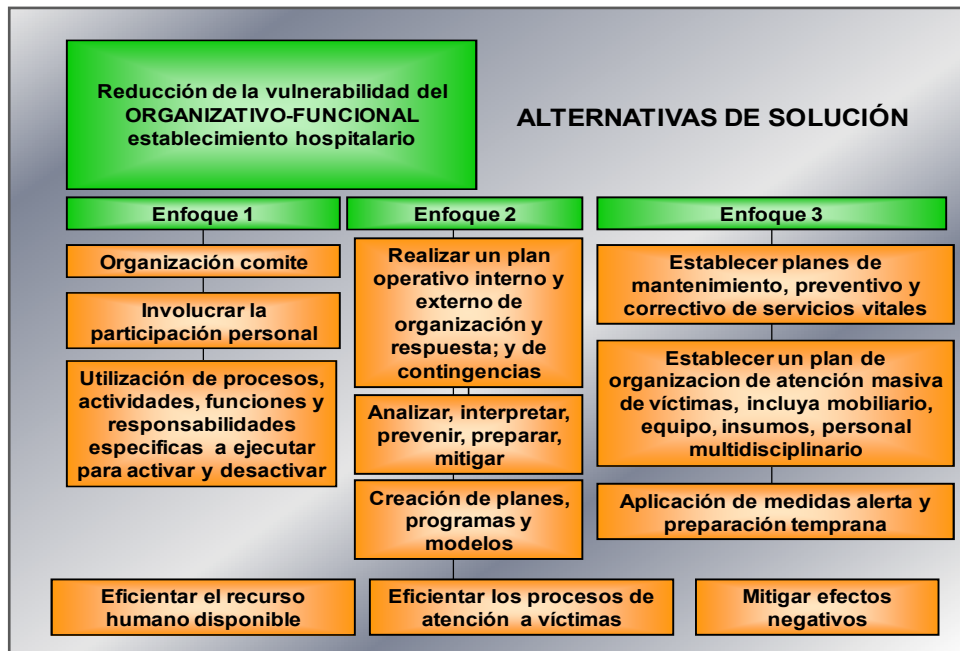 Reducción de la vulnerabilidad del
ORGANIZATIVO-FUNCIONAL
establecimiento hospitalario
ALTERNATIVAS DE SOLUCIÓN
Enfoque 1
Organización comite
Involucrar la
participación personal
Utilización de procesos,
actividades, funciones y
responsabilidades
especificas a ejecutar
para activar y desactivar
Enfoque 2
Realizar un plan
operativo interno y
externo de
organización y
respuesta; y de
contingencias
Analizar, interpretar,
prevenir, preparar,
mitigar
Creación de planes,
programas y
modelos
Enfoque 3
Establecer planes de
mantenimiento, preventivo y
correctivo de servicios vitales
Establecer un plan de
organizacion de atención masiva
de víctimas, incluya mobiliario,
equipo, insumos, personal
multidisciplinario
Aplicación de medidas alerta y
preparación temprana
Eficientar el recurso
humano disponible
Eficientar los procesos de
atención a víctimas
Mitigar efectos
negativos